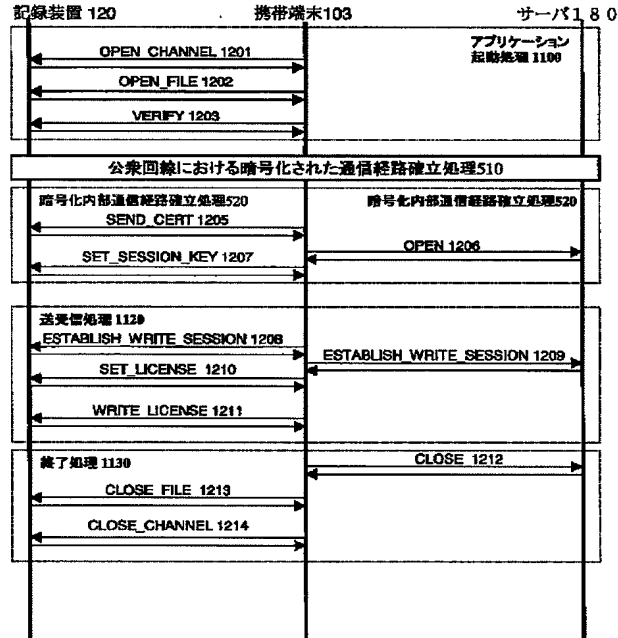 記録装置 120
携帯端末103
サーバ180
アプリケーション
起動処理 1100
OPEN CHANNEL 1201
OPEN_FILE 1202
VERIFY 1203
公衆回線における暗号化された通信経路確立処理510
暗号化内部通信経路確立処理520
暗号化内部通信経路確立処理520
SEND_CERT 1205
OPEN 1206
SET_SESSION_KEY 1207
送受信処理 1120
ESTABLISH_WRITE_SESSION 1208
ESTABLISH_WRITE_SESSION 1209
SET_LICENSE 1210
WRITE LICENSE 1211
終了処理 1130
CLOSE 1212
CLOSE FILE 1213
CLOSE_CHANNEL 1214